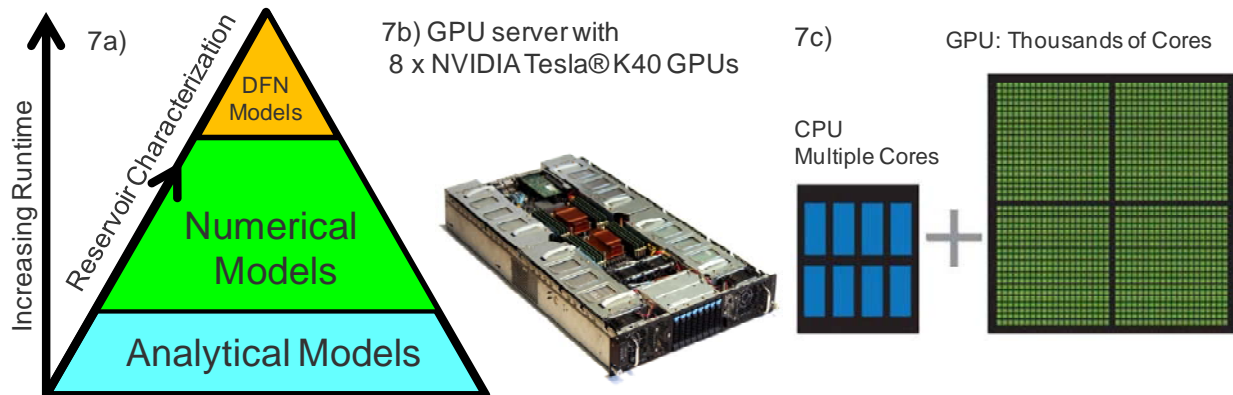 7a)
Increasing Runtime
Reservoir Characterization
DFN
Models
Numerical
Models
Analytical Models
7b) GPU server with
8 x NVIDIA Tesla® K40 GPUs
7c)
GPU: Thousands of Cores
CPU
Multiple Cores